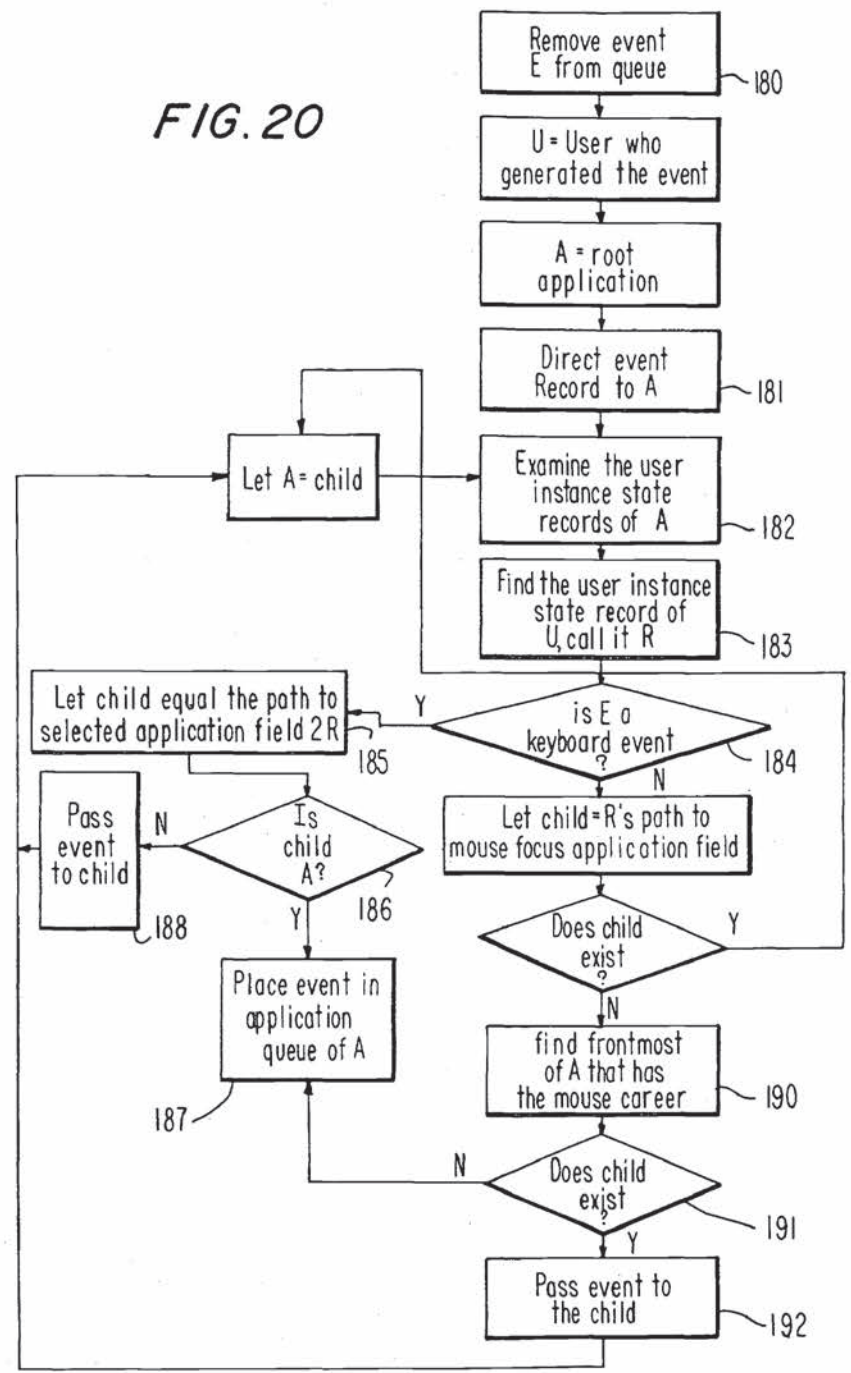 FIG. 20
Remove event
E from queue
180
U = User who
generated the event
A = root
application
Direct event
Record to A
181
Let A = child
Examine the user
instance state
records of A
182
Find the user instance
state record of
U, call it R
183
is E a
keyboard event
?
184
Y
N
Let child equal the path to
selected application field 2R
185
Is
child
A?
186
N
Y
Pass
event
to child
188
Place event in
application
queue of A
187
Let child = R's path to
mouse focus application field
Does child
exist
?
Y
N
find frontmost
of A that has
the mouse career
190
Does child
exist
?
191
N
Y
Pass event to
the child
192